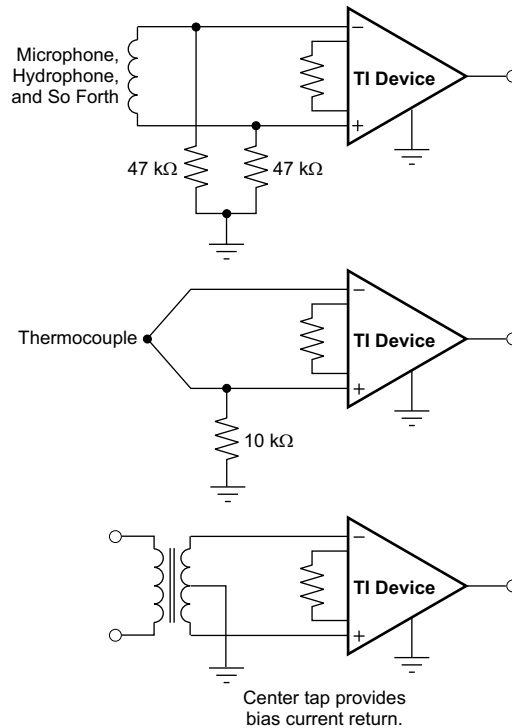 Microphone,
Hydrophone,
and So Forth
−
TI Device
+
47 kΩ
47 kΩ
Thermocouple
−
TI Device
+
10 kΩ
−
TI Device
+
Center tap provides
bias current return.